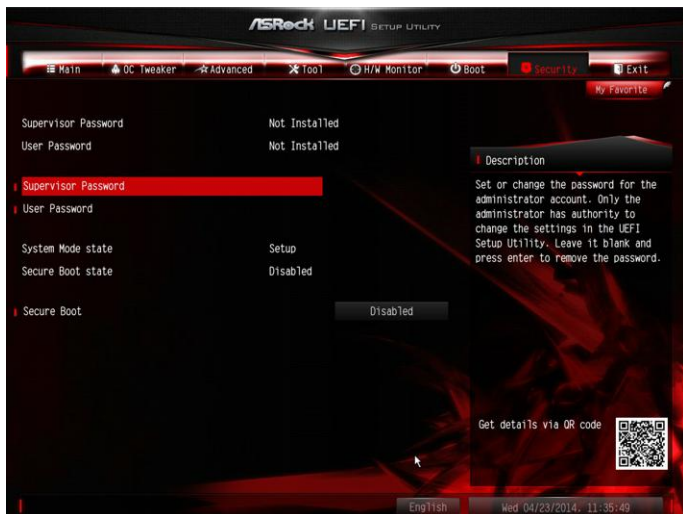 ASRock UEFI SETUP UTILITY
Main OC Tweaker Advanced Tool H/W Monitor Boot Security Exit
My Favorite
Supervisor Password Not Installed
User Password Not Installed
Supervisor Password
User Password
System Mode state Setup
Secure Boot state Disabled
Secure Boot Disabled
Description
Set or change the password for the
administrator account. Only the
administrator has authority to
change the settings in the UEFI
Setup Utility. Leave it blank and
press enter to remove the password.
Get details via QR code
English Wed 04/23/2014. 11:35:49